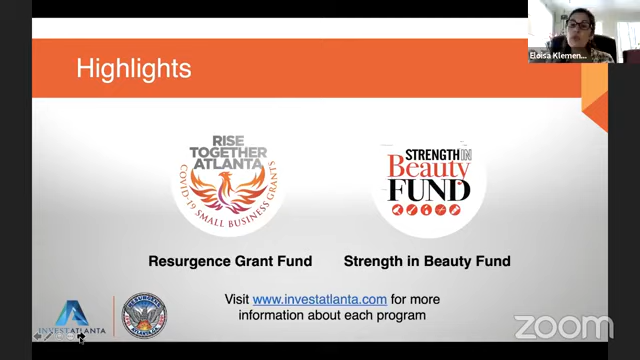 Eloisa Klemen...
Highlights
RISE
TOGETHER
ATLANTA
COVID-19 SMALL BUSINESS GRANTS
STRENGTH IN
Beauty
FUND
Resurgence Grant Fund
Strength in Beauty Fund
Visit www.investatlanta.com for more
information about each program
INVEST ATLANTA
zoom